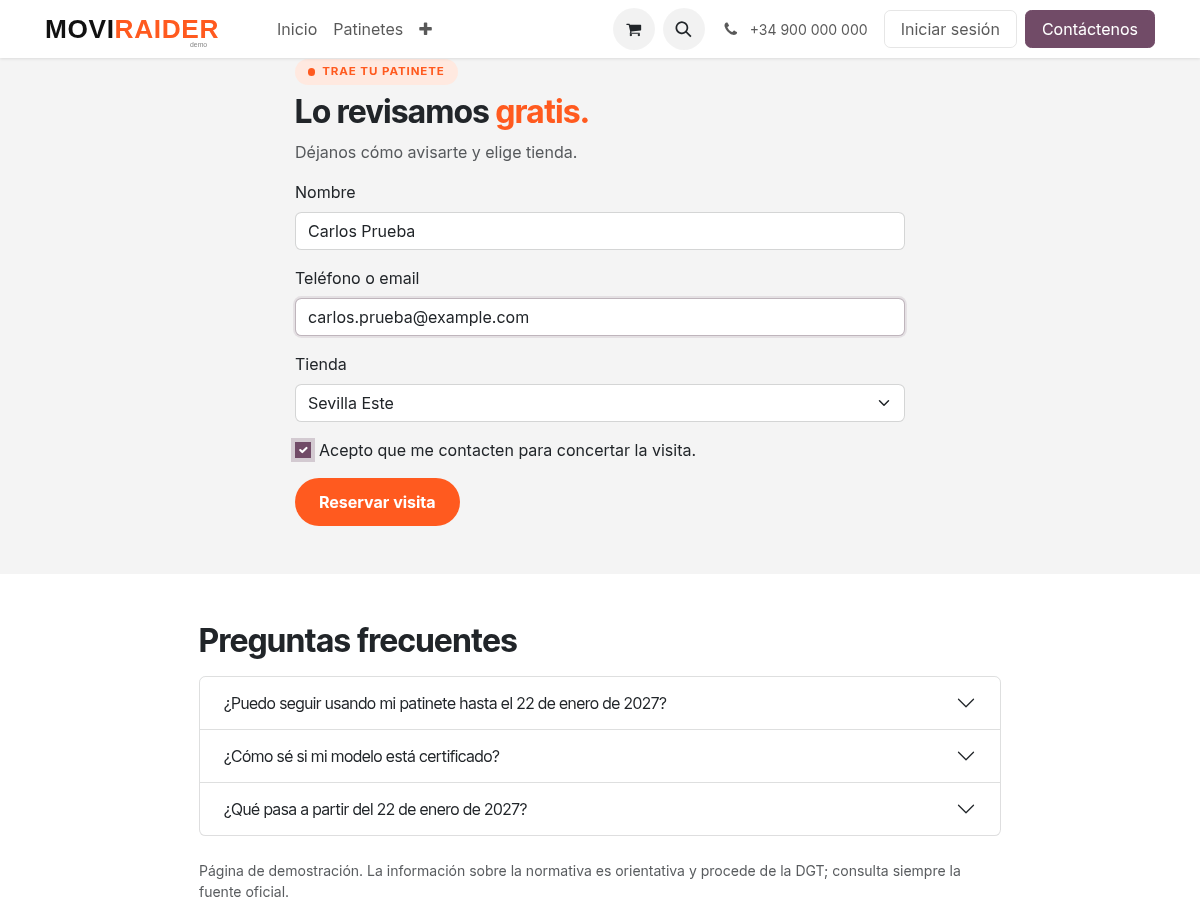 MOVIRAIDER
demo
Inicio
Patinetes
+34 900 000 000
Iniciar sesión
Contáctenos
TRAE TU PATINETE
Lo revisamos gratis.
Déjanos cómo avisarte y elige tienda.
Nombre
Carlos Prueba
Teléfono o email
carlos.prueba@example.com
Tienda
Sevilla Este
Acepto que me contacten para concertar la visita.
Reservar visita
Preguntas frecuentes
¿Puedo seguir usando mi patinete hasta el 22 de enero de 2027?
¿Cómo sé si mi modelo está certificado?
¿Qué pasa a partir del 22 de enero de 2027?
Página de demostración. La información sobre la normativa es orientativa y procede de la DGT; consulta siempre la
fuente oficial.